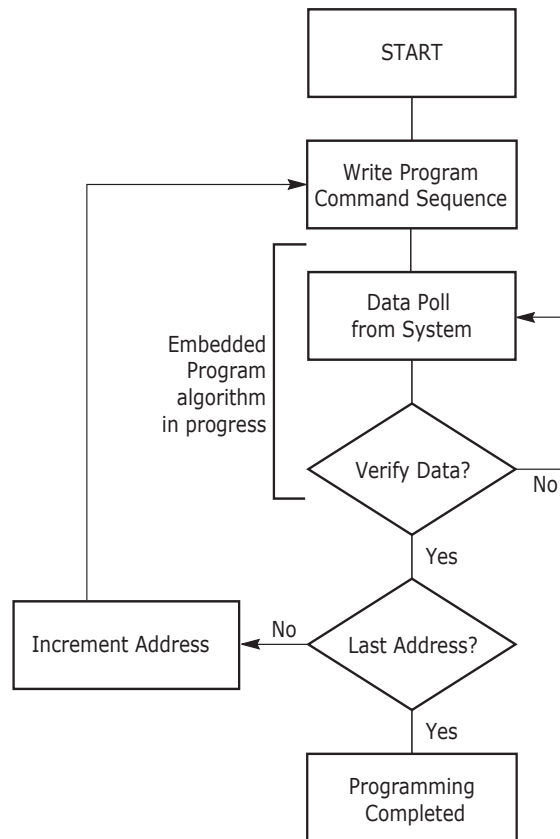 START
Write Program
Command Sequence
Data Poll
from System
Embedded
Program
algorithm
in progress
Verify Data?
No
Yes
Increment Address
No
Last Address?
Yes
Programming
Completed